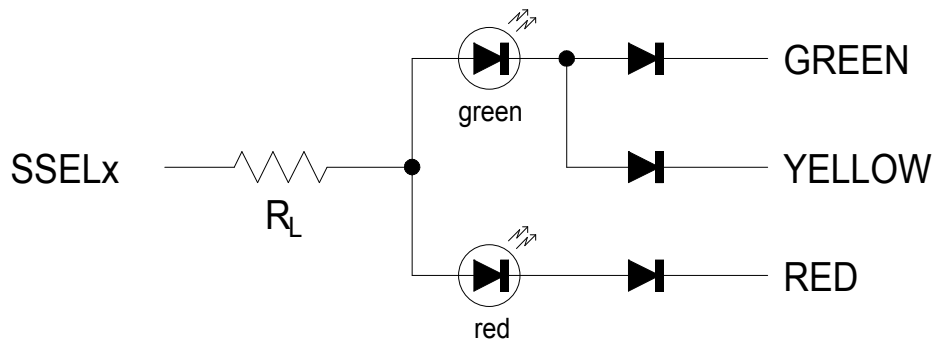 GREEN
green
SSELx
YELLOW
RL
RED
red